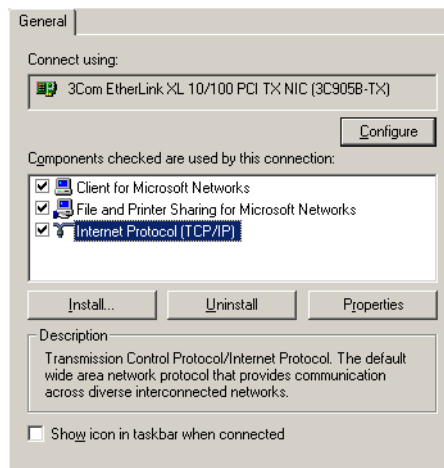 General
Connect using:
3Com EtherLink XL 10/100 PCI TX NIC (3C905B-TX)
Configure
Components checked are used by this connection:
Client for Microsoft Networks
File and Printer Sharing for Microsoft Networks
Internet Protocol (TCP/IP)
Install... Uninstall Properties
Description
Transmission Control Protocol/Internet Protocol. The default
wide area network protocol that provides communication
across diverse interconnected networks.
Show icon in taskbar when connected